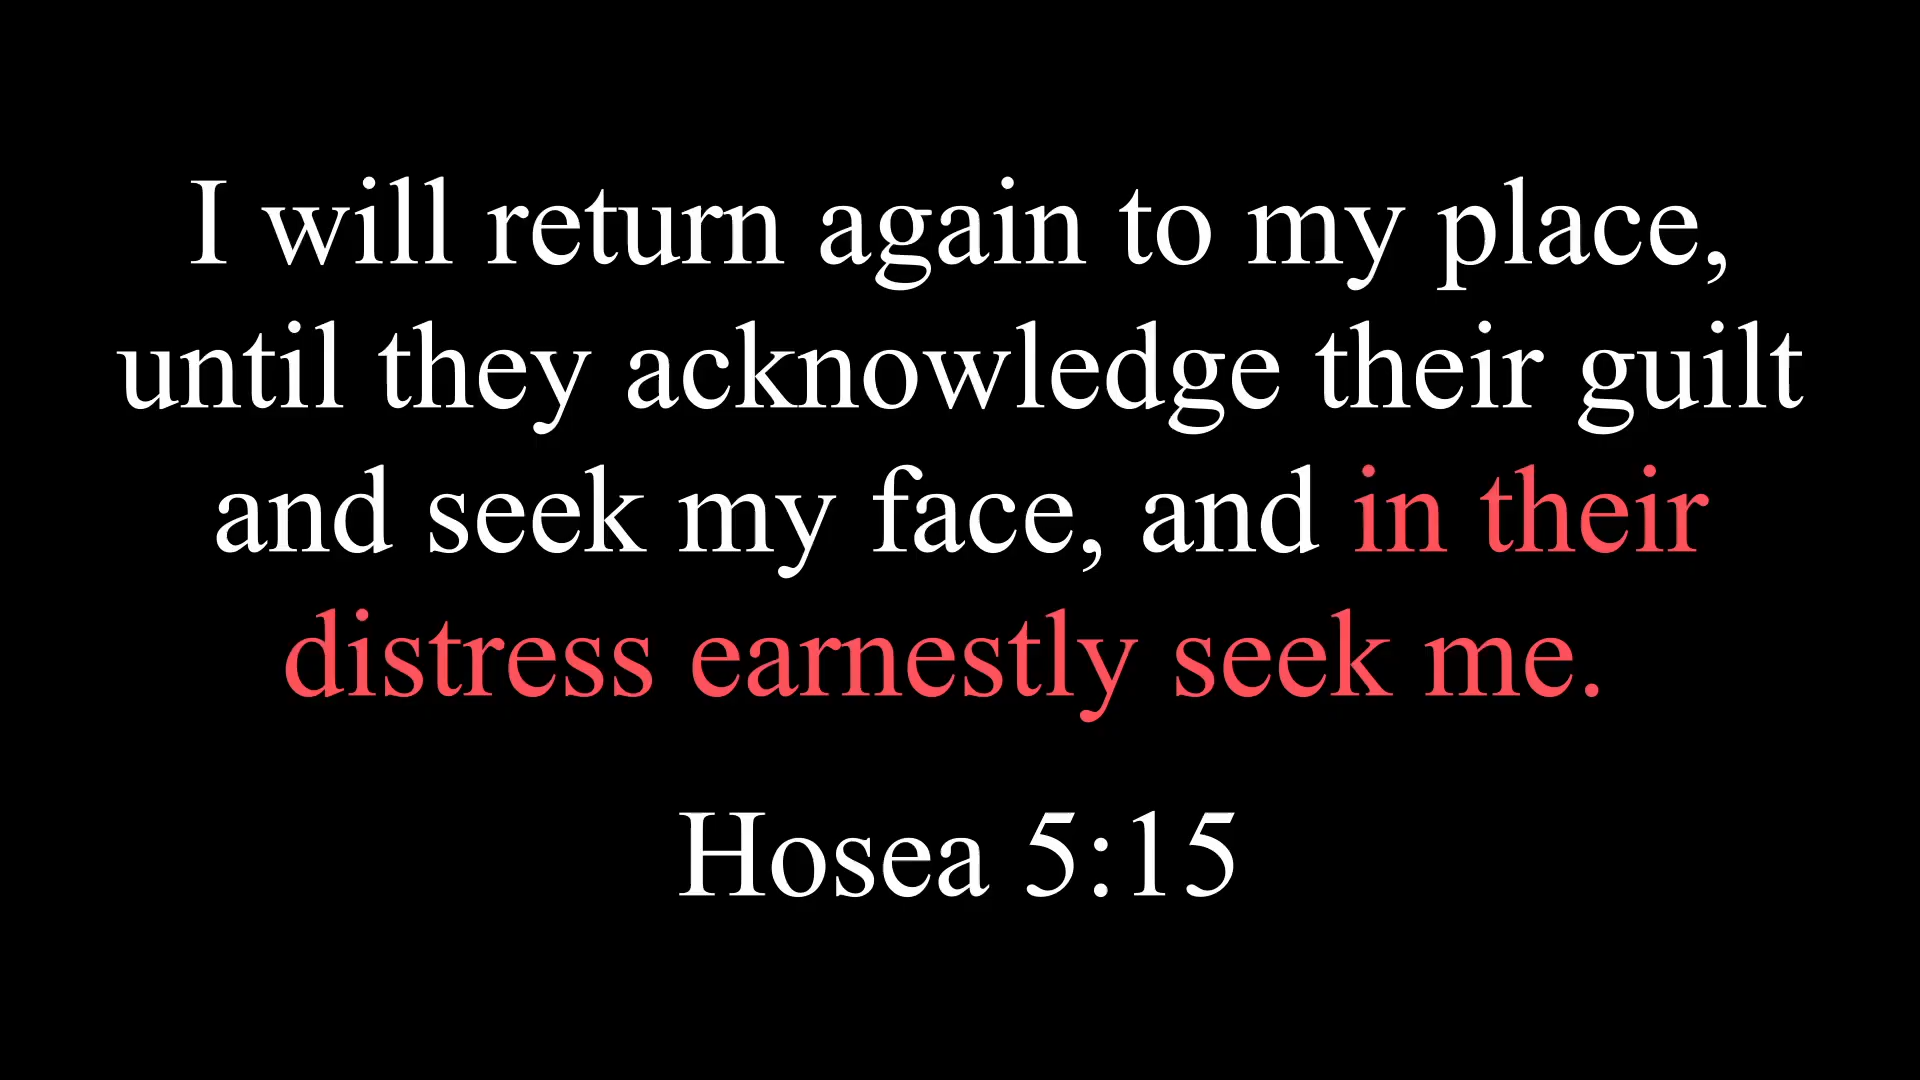 I will return again to my place,
until they acknowledge their guilt
and seek my face, and in their
distress earnestly seek me.
Hosea 5:15